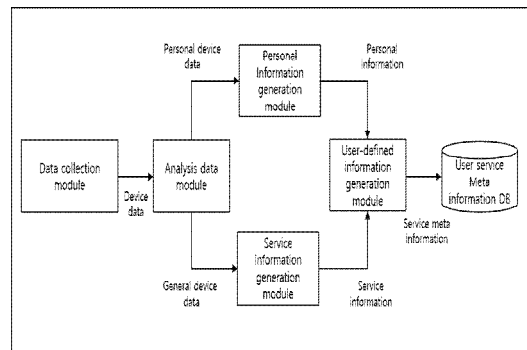 Personal device
data
Personal
Information
generation
module
Personal
information
Data collection
module
Device
data
Analysis data
module
User-defined
information
generation
module
User service
Meta
information DB
Service meta
information
General device
data
Service
information
generation
module
Service
information